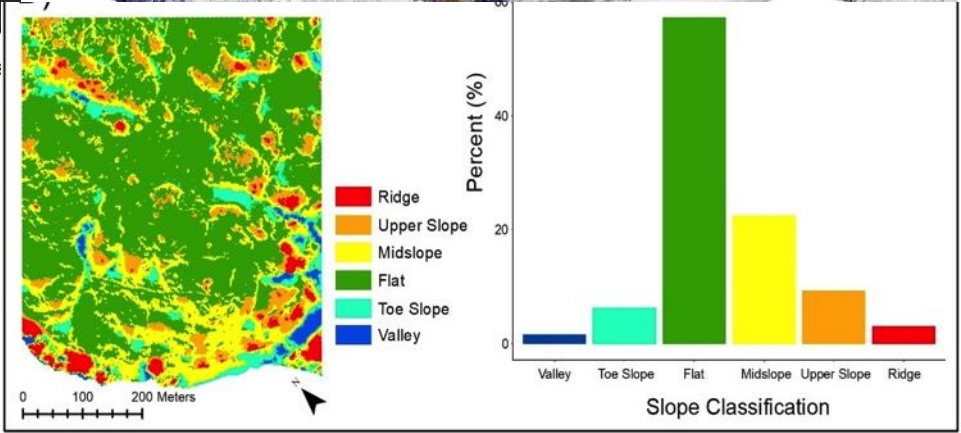 Ridge
Upper Slope
Midslope
Flat
Toe Slope
Valley
0 100 200 Meters
N
Percent (%)
60
40
20
0
Valley Toe Slope Flat Midslope Upper Slope Ridge
Slope Classification